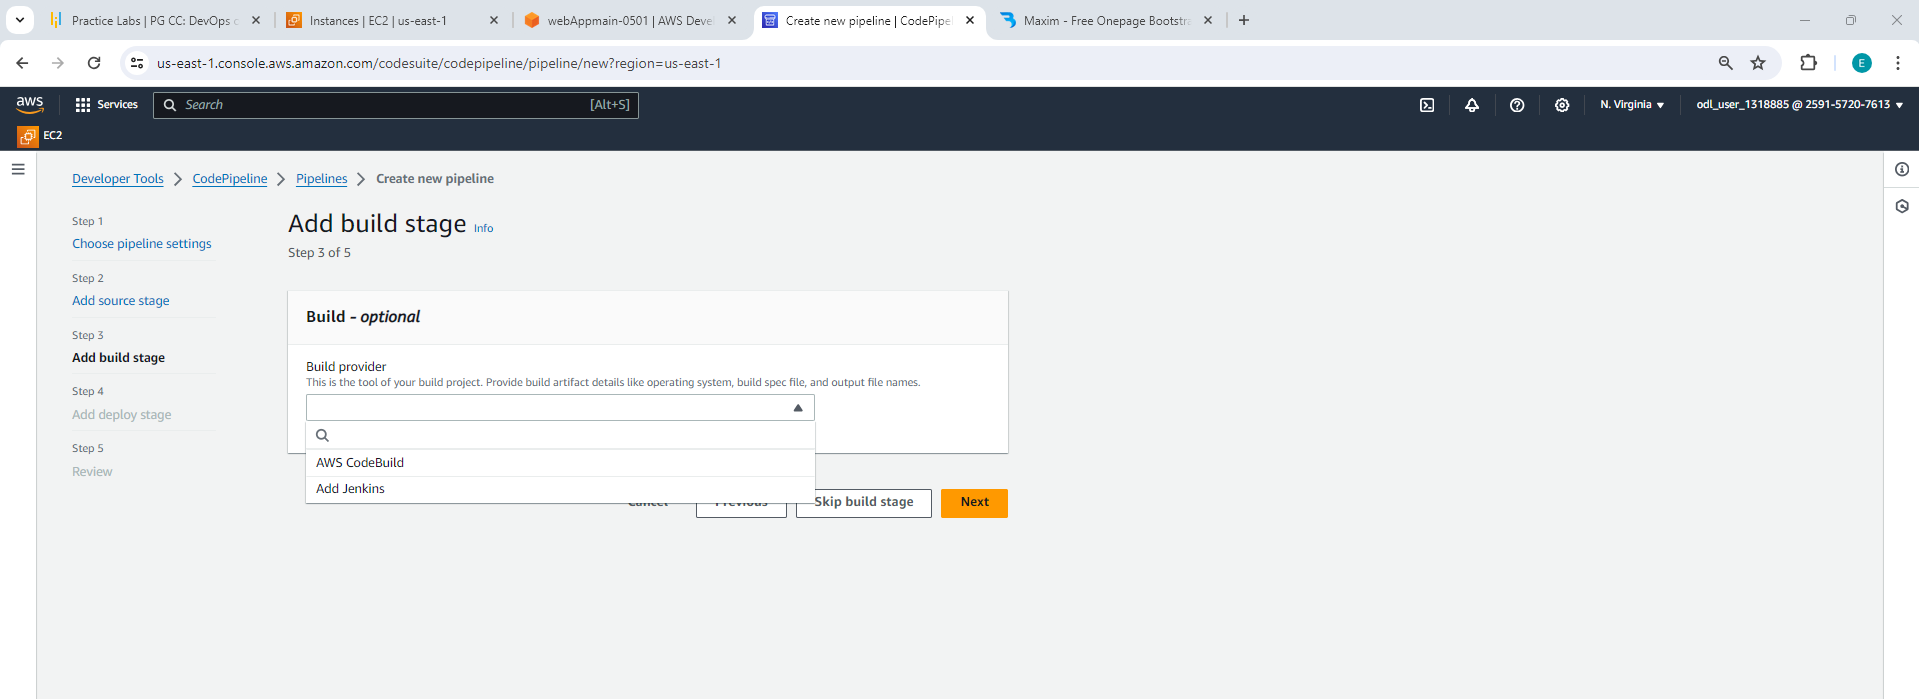 Practice Labs | PG CC: DevOps c
Instances | EC2 | us-east-1
webAppmain-0501 | AWS Devel
Create new pipeline | CodePipel
Maxim - Free Onepage Bootstra
us-east-1.console.aws.amazon.com/codesuite/codepipeline/pipeline/new?region=us-east-1
E
aws
Services
Search
[Alt+S]
N. Virginia
odl_user_1318885 @ 2591-5720-7613
EC2
Developer Tools
CodePipeline
Pipelines
Create new pipeline
Step 1
Choose pipeline settings
Step 2
Add source stage
Step 3
Add build stage
Step 4
Add deploy stage
Step 5
Review
Add build stage
Info
Step 3 of 5
Build - optional
Build provider
This is the tool of your build project. Provide build artifact details like operating system, build spec file, and output file names.
AWS CodeBuild
Add Jenkins
Cancel
Previous
Skip build stage
Next